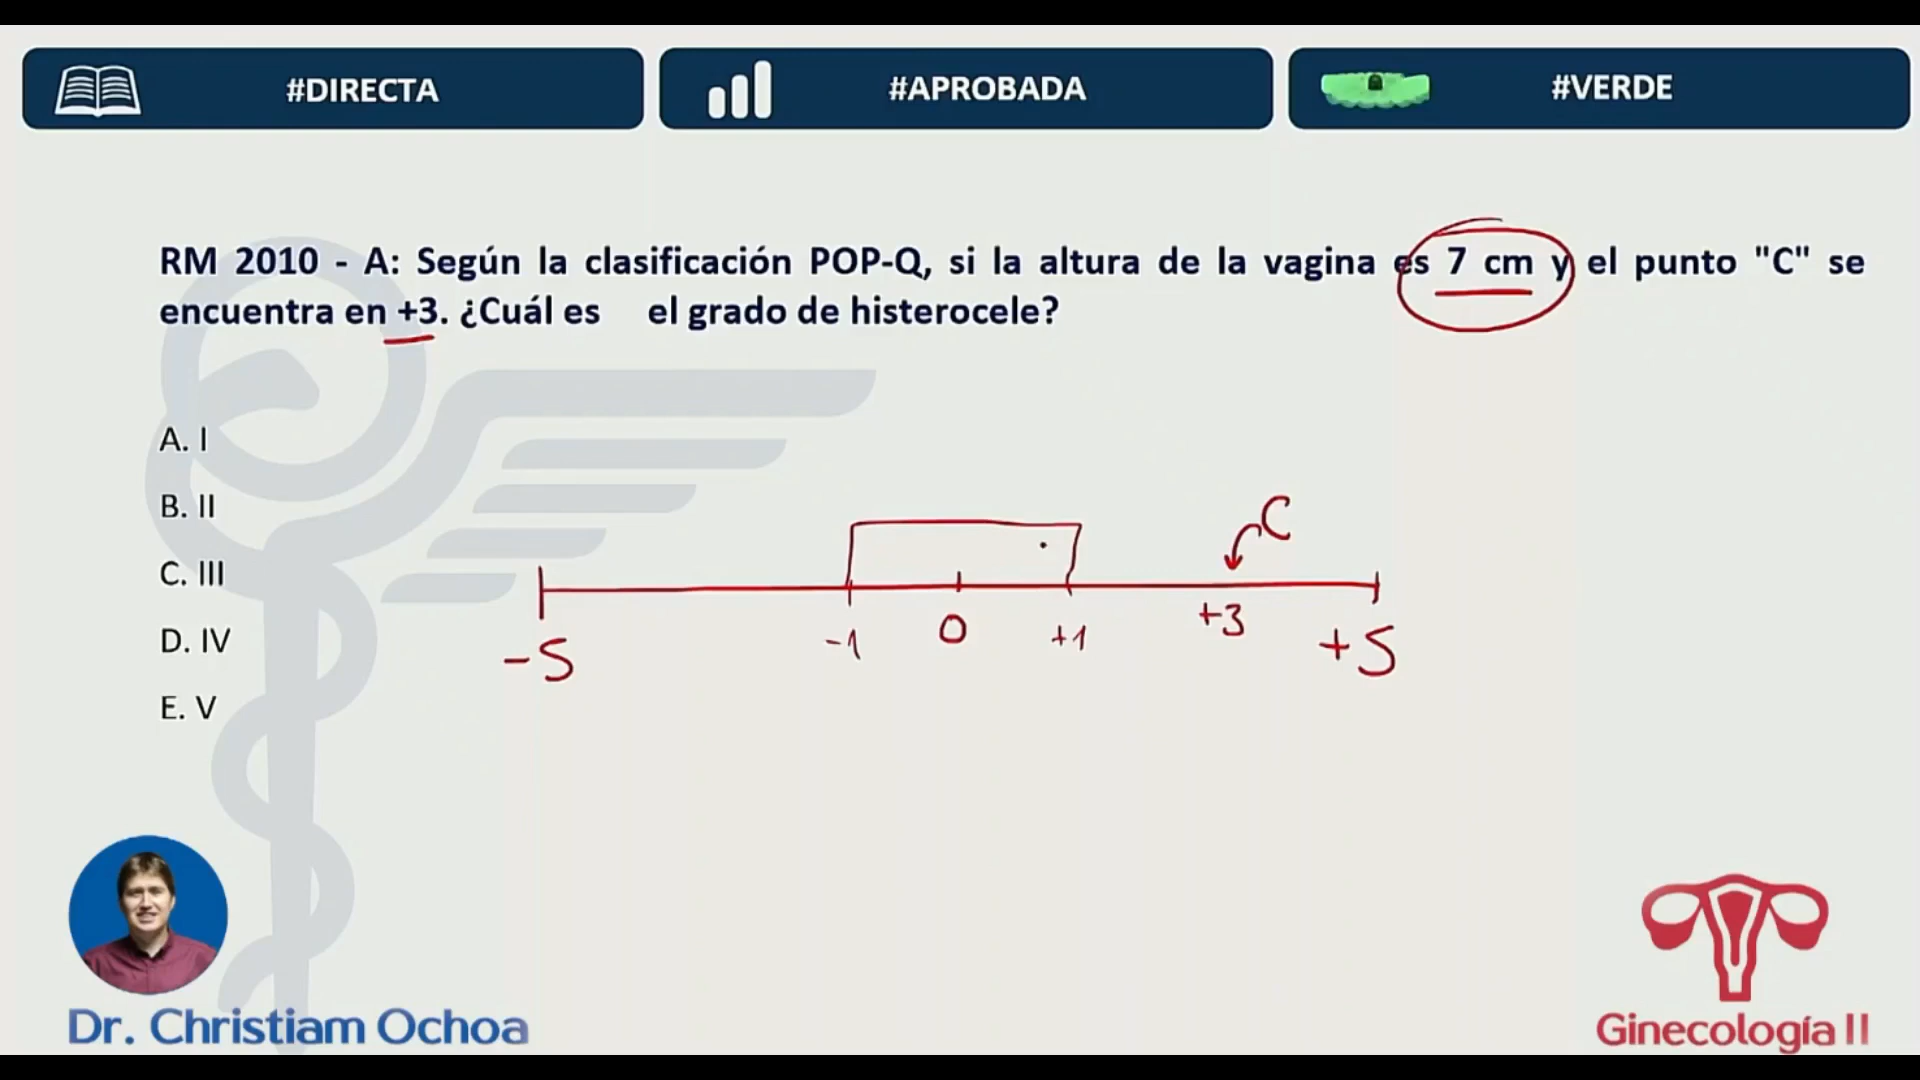 #DIRECTA
#APROBADA
#VERDE
RM 2010 - A: Según la clasificación POP-Q, si la altura de la vagina es 7 cm y el punto "C" se
encuentra en +3. ¿Cuál es el grado de histerocele?
A. I
B. II
C. III
D. IV
E. V
C
-5
-1
0
+1
+3
+5
Dr. Christiam Ochoa
Ginecología II